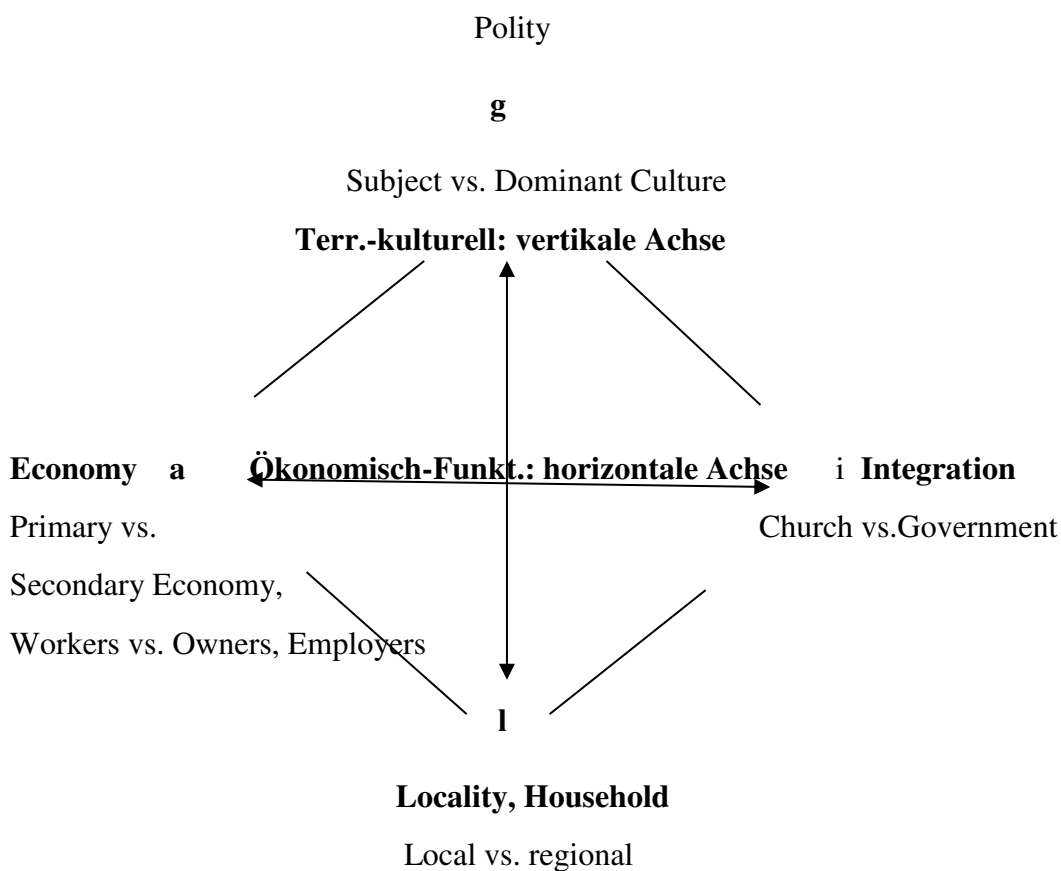 Polity
g
Subject vs. Dominant Culture
Terr.-kulturell: vertikale Achse
Economy a Ökonomisch-Funkt.: horizontale Achse i Integration
Primary vs. Church vs.Government
Secondary Economy,
Workers vs. Owners, Employers
l
Locality, Household
Local vs. regional